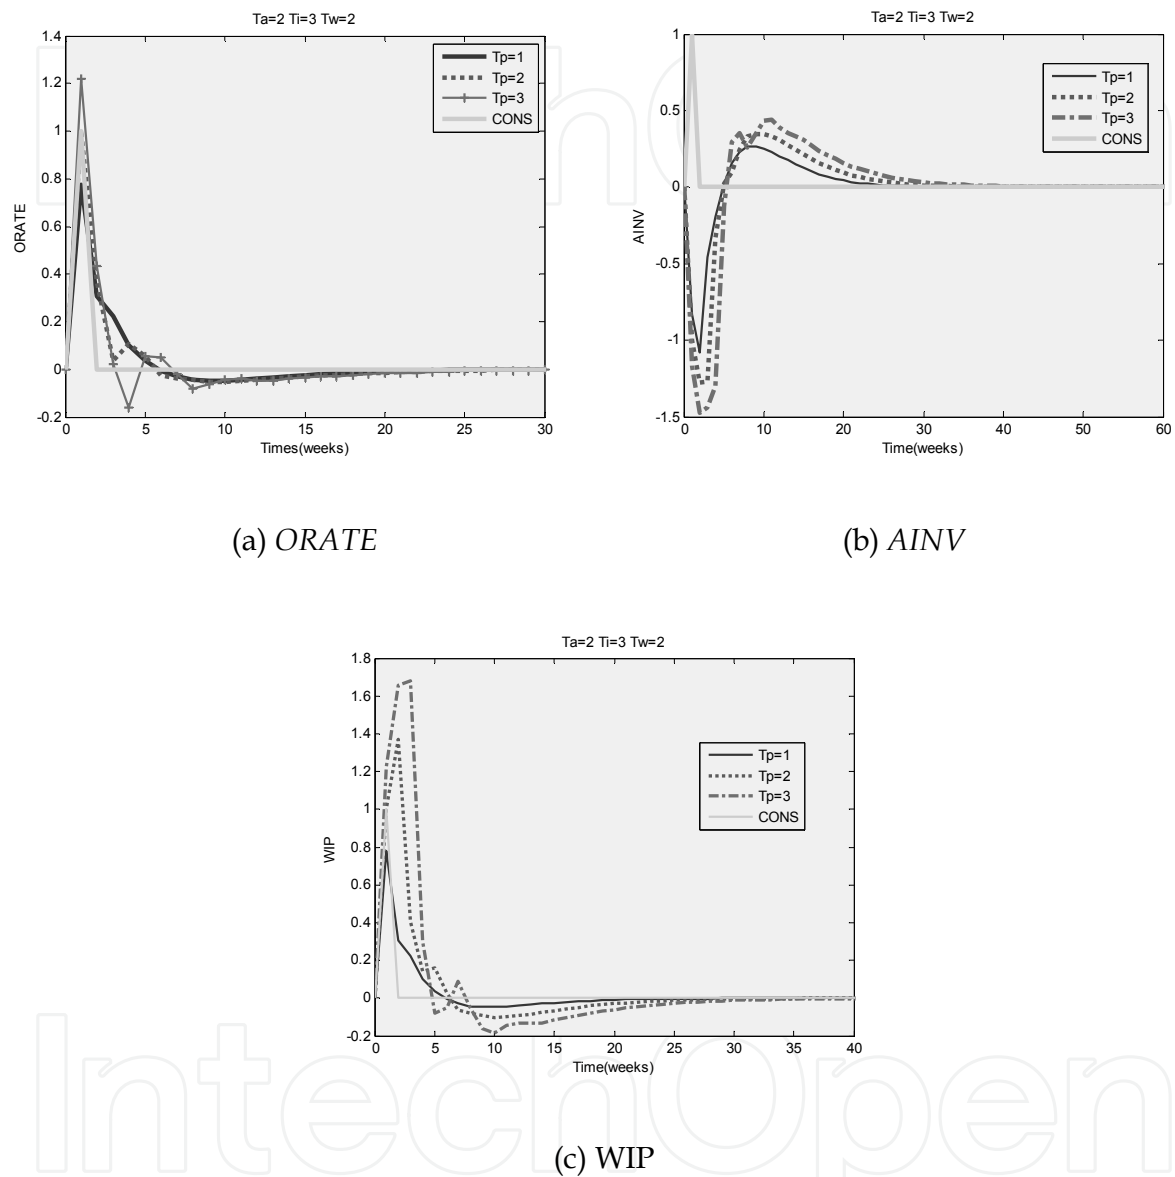 Ta=2 Ti=3 Tw=2
1.4
1.2
1
0.8
0.6
0.4
0.2
0
-0.2
ORATE
0 5 10 15 20 25 30
Times(weeks)
Tp=1
Tp=2
Tp=3
CONS
(a) ORATE
Ta=2 Ti=3 Tw=2
1
0.5
0
-0.5
-1
-1.5
AINV
0 10 20 30 40 50 60
Time(weeks)
Tp=1
Tp=2
Tp=3
CONS
(b) AINV
Ta=2 Ti=3 Tw=2
1.8
1.6
1.4
1.2
1
0.8
0.6
0.4
0.2
0
-0.2
WIP
0 5 10 15 20 25 30 35 40
Time(weeks)
Tp=1
Tp=2
Tp=3
CONS
(c) WIP
IntechOpen